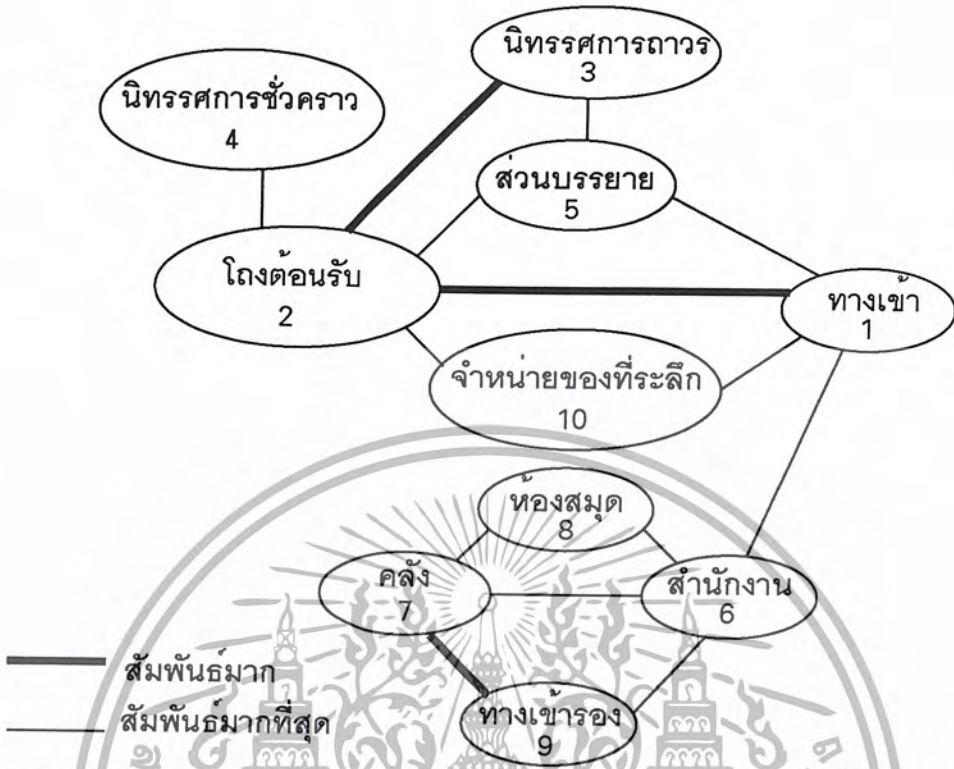 นิทรรศการถาวร
3
นิทรรศการชั่วคราว
4
ส่วนบรรยาย
5
โถงต้อนรับ
2
ทางเข้า
1
จำหน่ายของที่ระลึก
10
ห้องสมุด
8
คลัง
7
สำนักงาน
6
สัมพันธ์มาก
สัมพันธ์มากที่สุด
ทางเข้ารอง
9